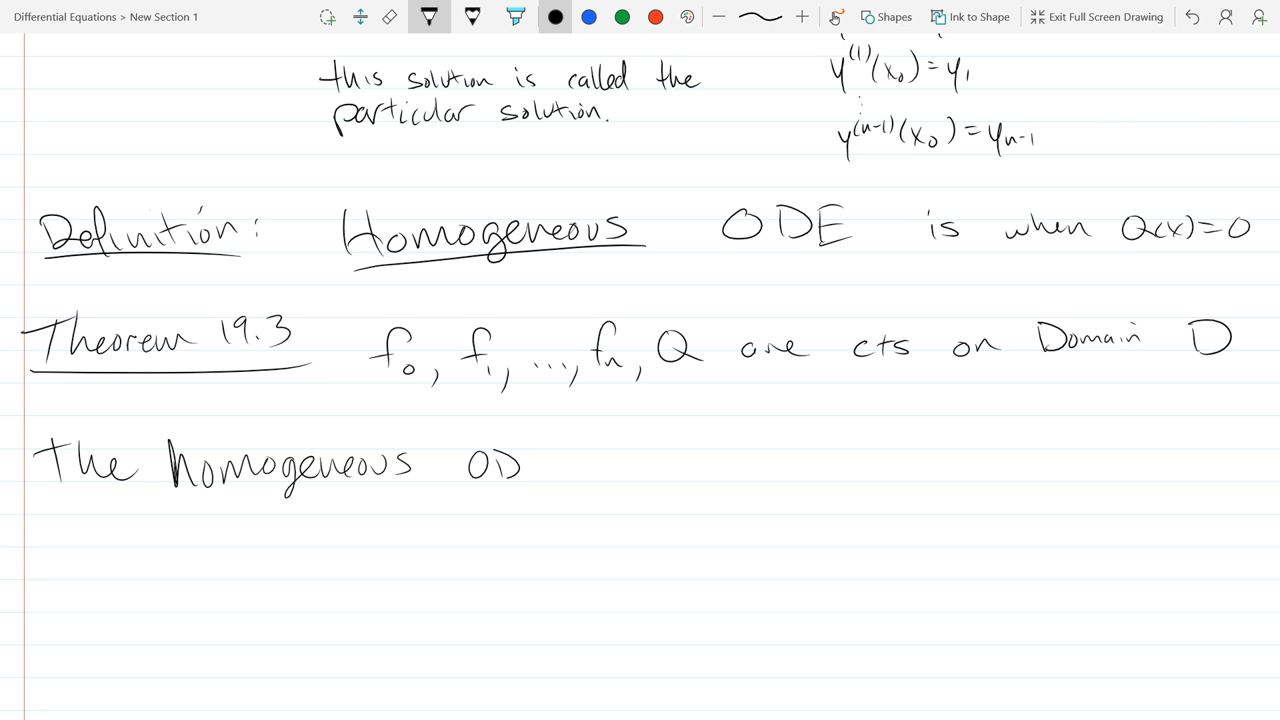 Differential Equations > New Section 1
Shapes
Ink to Shape
Exit Full Screen Drawing
this solution is called the
particular solution.
y^(1)(x₀) = y₁
⋮
y^(n-1)(x₀) = yₙ₋₁
Definition: Homogeneous ODE is when Q(x)=0
Theorem 19.3 f₀, f₁, ..., fₙ, Q are cts on Domain D
The homogeneous OD